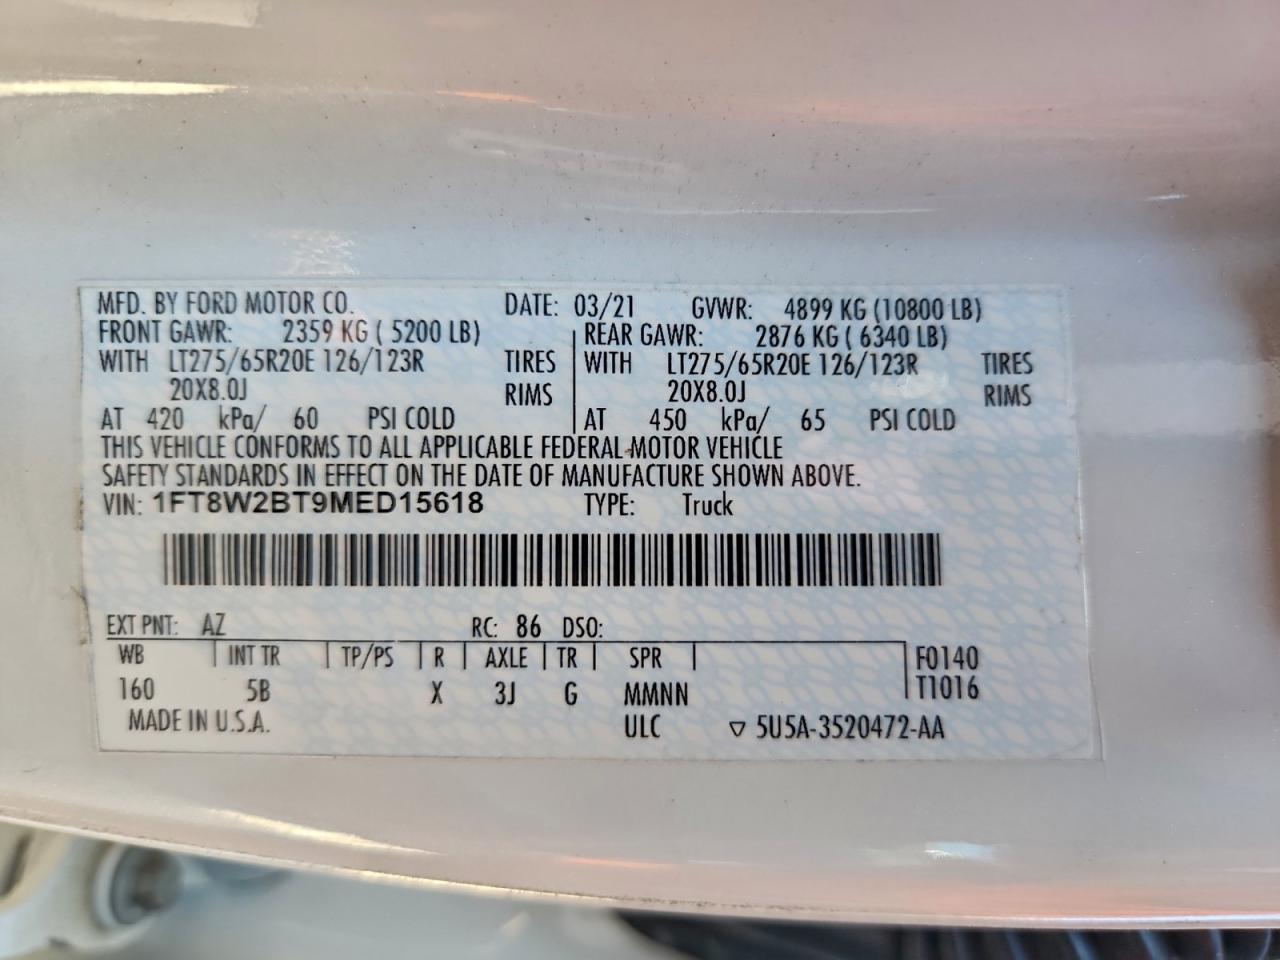 MFD. BY FORD MOTOR CO. DATE: 03/21 GVWR: 4899 KG (10800 LB)
FRONT GAWR: 2359 KG ( 5200 LB) REAR GAWR: 2876 KG ( 6340 LB)
WITH LT275/65R20E 126/123R TIRES WITH LT275/65R20E 126/123R TIRES
20X8.0J RIMS 20X8.0J RIMS
AT 420 kPa/ 60 PSI COLD AT 450 kPa/ 65 PSI COLD
THIS VEHICLE CONFORMS TO ALL APPLICABLE FEDERAL MOTOR VEHICLE
SAFETY STANDARDS IN EFFECT ON THE DATE OF MANUFACTURE SHOWN ABOVE.
VIN: 1FT8W2BT9MED15618 TYPE: Truck
EXT PNT: AZ RC: 86 DSO:
WB INT TR TP/PS R AXLE TR SPR F0140
160 5B X 3J G MMNN T1016
MADE IN U.S.A. ULC ▽ 5U5A-3520472-AA